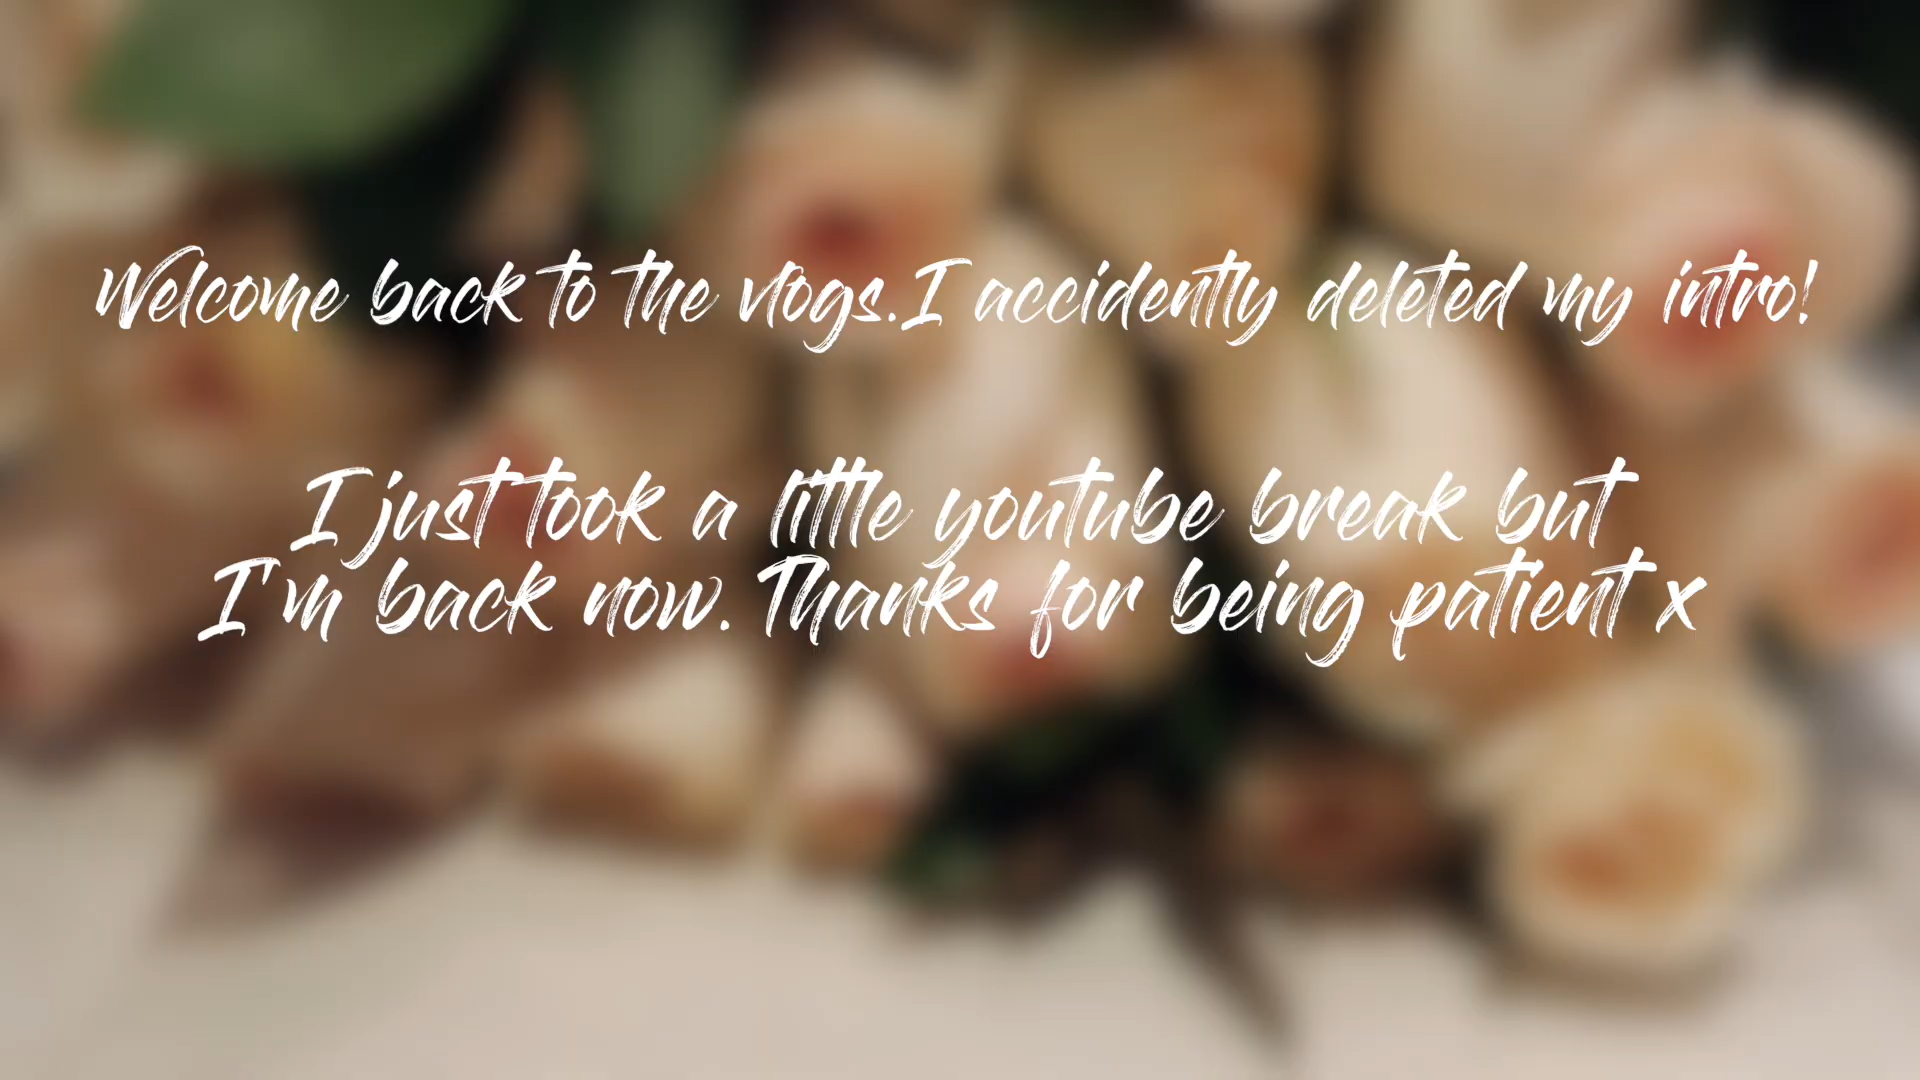 Welcome back to the vlogs.I accidently deleted my intro!
I just took a little youtube break but
I'm back now. Thanks for being patient x